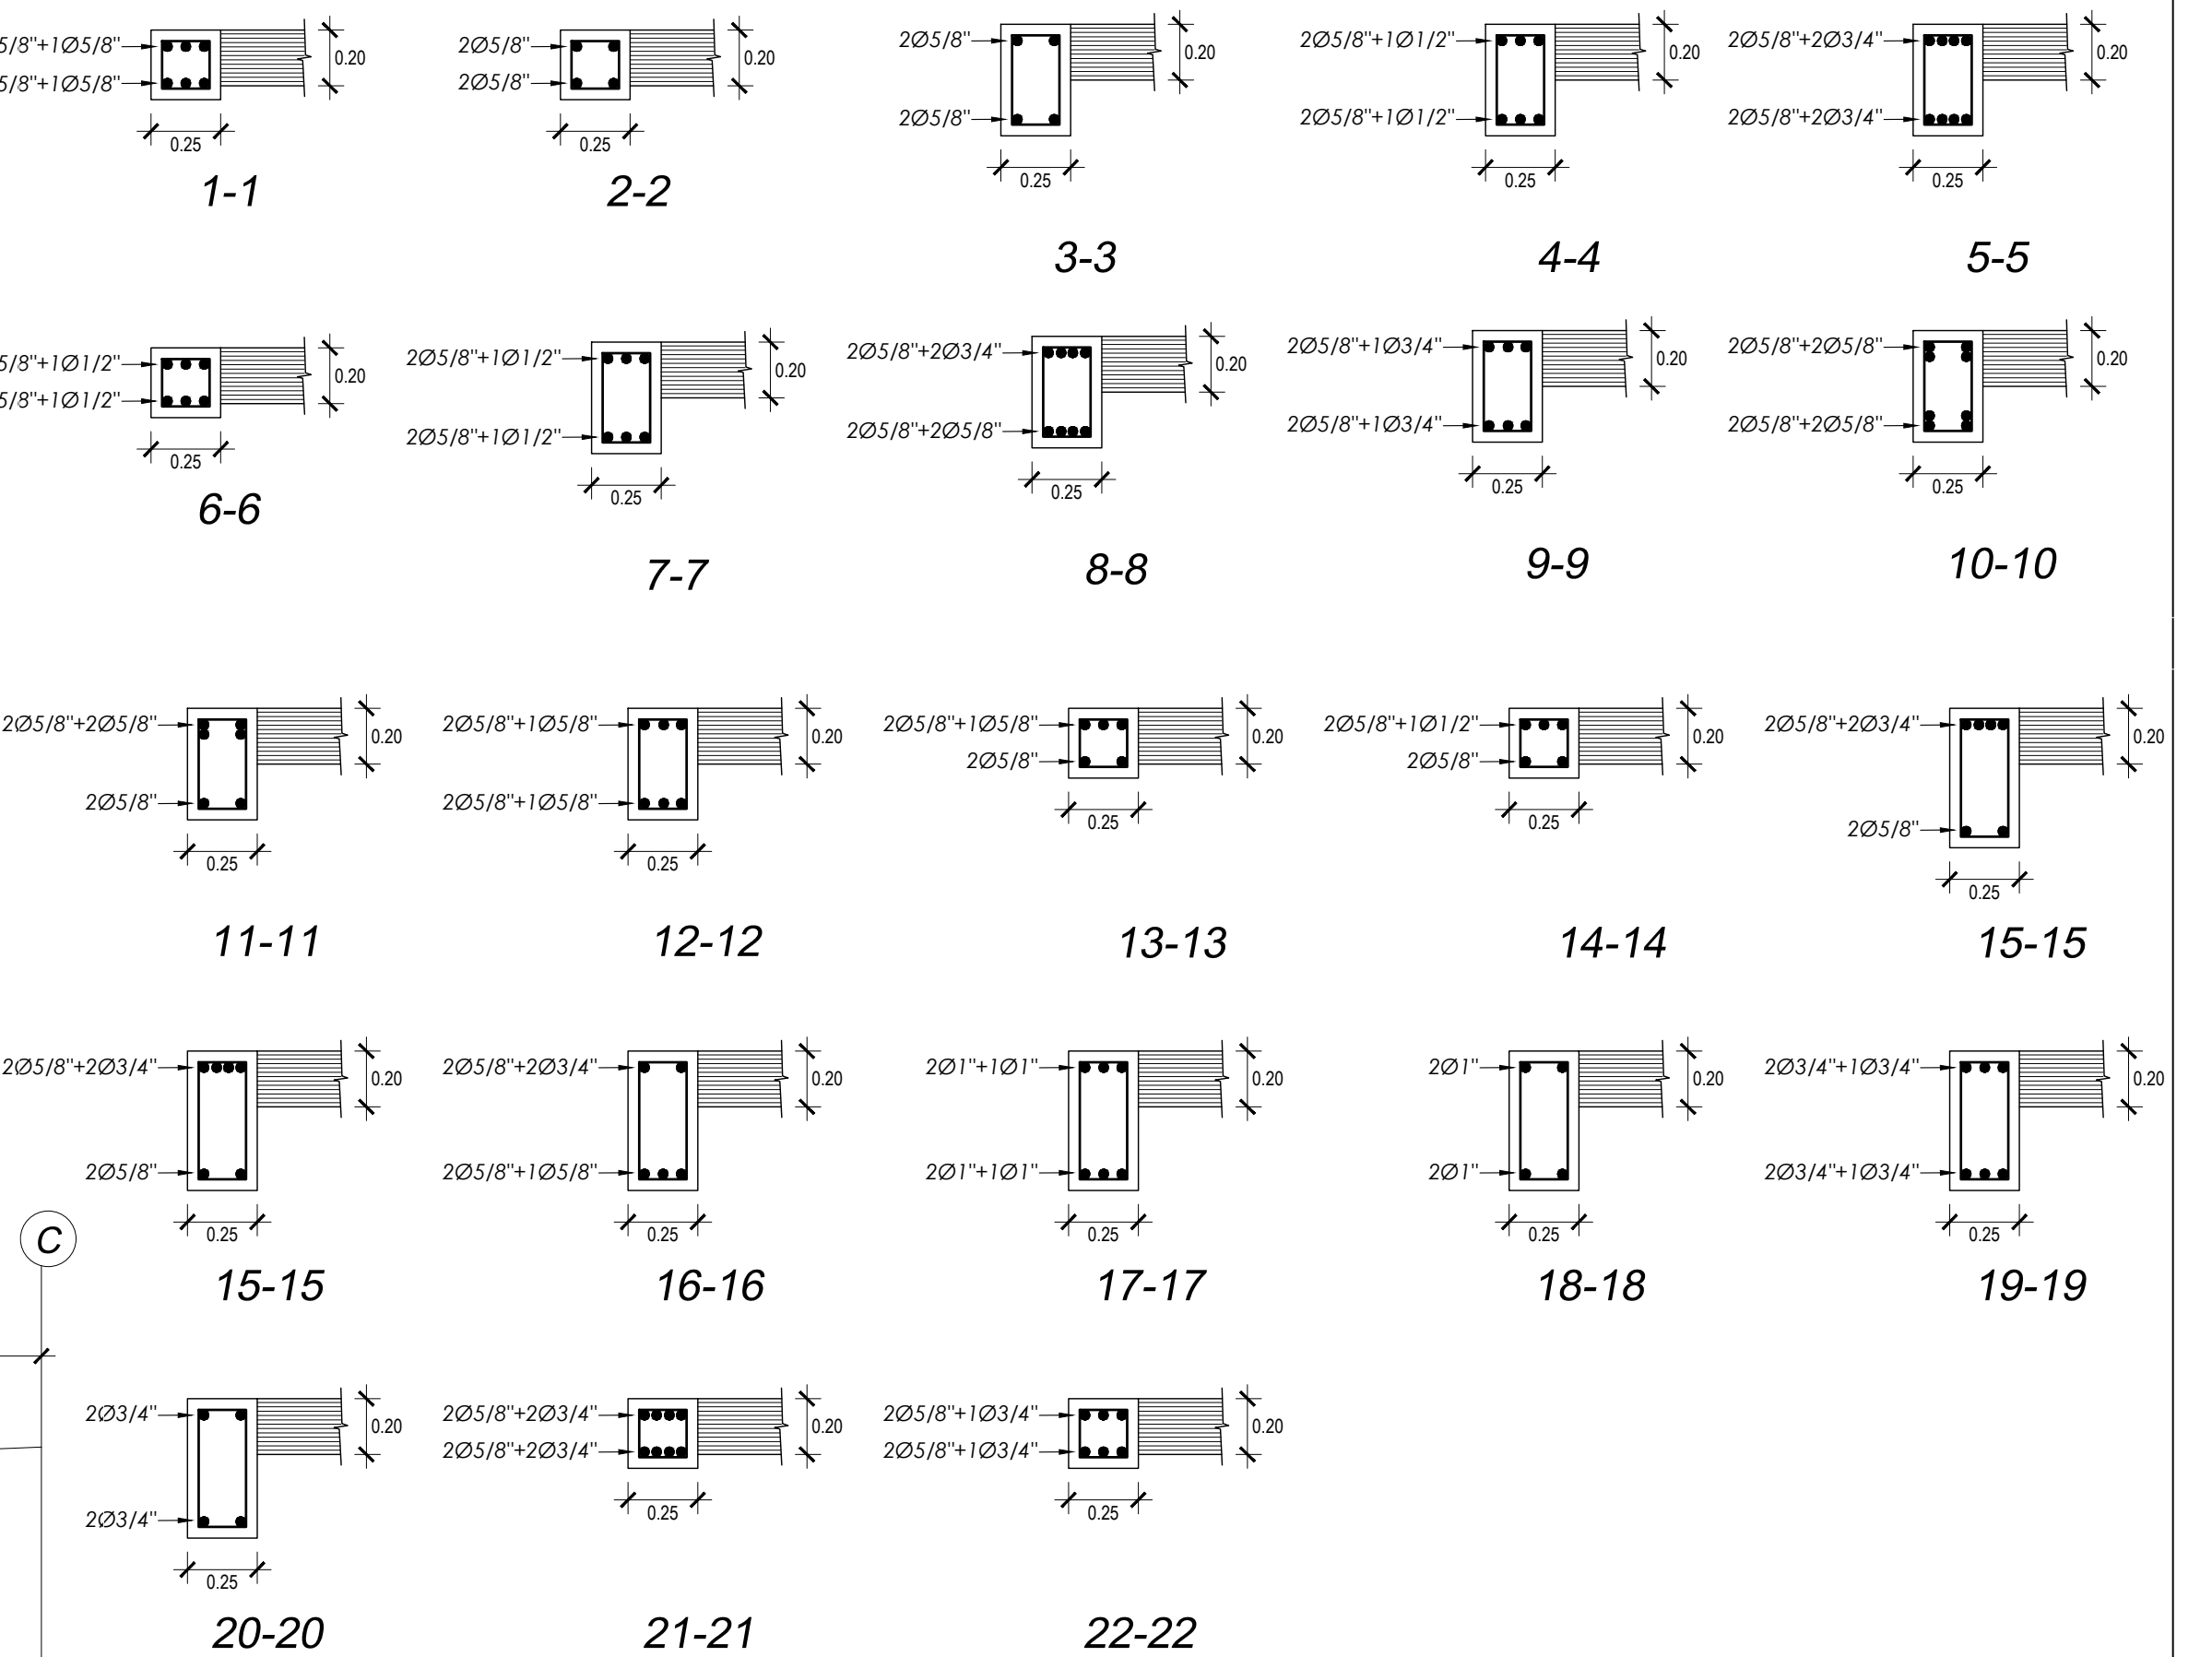 5/8"+1Ø5/8"
5/8"+1Ø5/8"
0.20
0.25
1-1
2Ø5/8"
2Ø5/8"
0.20
0.25
2-2
2Ø5/8"
2Ø5/8"
0.20
0.25
3-3
2Ø5/8"+1Ø1/2"
2Ø5/8"+1Ø1/2"
0.20
0.25
4-4
2Ø5/8"+2Ø3/4"
2Ø5/8"+2Ø3/4"
0.20
0.25
5-5
5/8"+1Ø1/2"
5/8"+1Ø1/2"
0.20
0.25
6-6
2Ø5/8"+1Ø1/2"
2Ø5/8"+1Ø1/2"
0.20
0.25
7-7
2Ø5/8"+2Ø3/4"
2Ø5/8"+2Ø5/8"
0.20
0.25
8-8
2Ø5/8"+1Ø3/4"
2Ø5/8"+1Ø3/4"
0.20
0.25
9-9
2Ø5/8"+2Ø5/8"
2Ø5/8"+2Ø5/8"
0.20
0.25
10-10
2Ø5/8"+2Ø5/8"
2Ø5/8"
0.20
0.25
11-11
2Ø5/8"+1Ø5/8"
2Ø5/8"+1Ø5/8"
0.20
0.25
12-12
2Ø5/8"+1Ø5/8"
2Ø5/8"
0.20
0.25
13-13
2Ø5/8"+1Ø1/2"
2Ø5/8"
0.20
0.25
14-14
2Ø5/8"+2Ø3/4"
2Ø5/8"
0.20
0.25
15-15
2Ø5/8"+2Ø3/4"
2Ø5/8"
0.20
0.25
15-15
2Ø5/8"+2Ø3/4"
2Ø5/8"+1Ø5/8"
0.20
0.25
16-16
2Ø1"+1Ø1"
2Ø1"+1Ø1"
0.20
0.25
17-17
2Ø1"
2Ø1"
0.20
0.25
18-18
2Ø3/4"+1Ø3/4"
2Ø3/4"+1Ø3/4"
0.20
0.25
19-19
C
2Ø3/4"
2Ø3/4"
0.20
0.25
20-20
2Ø5/8"+2Ø3/4"
2Ø5/8"+2Ø3/4"
0.20
0.25
21-21
2Ø5/8"+1Ø3/4"
2Ø5/8"+1Ø3/4"
0.20
0.25
22-22